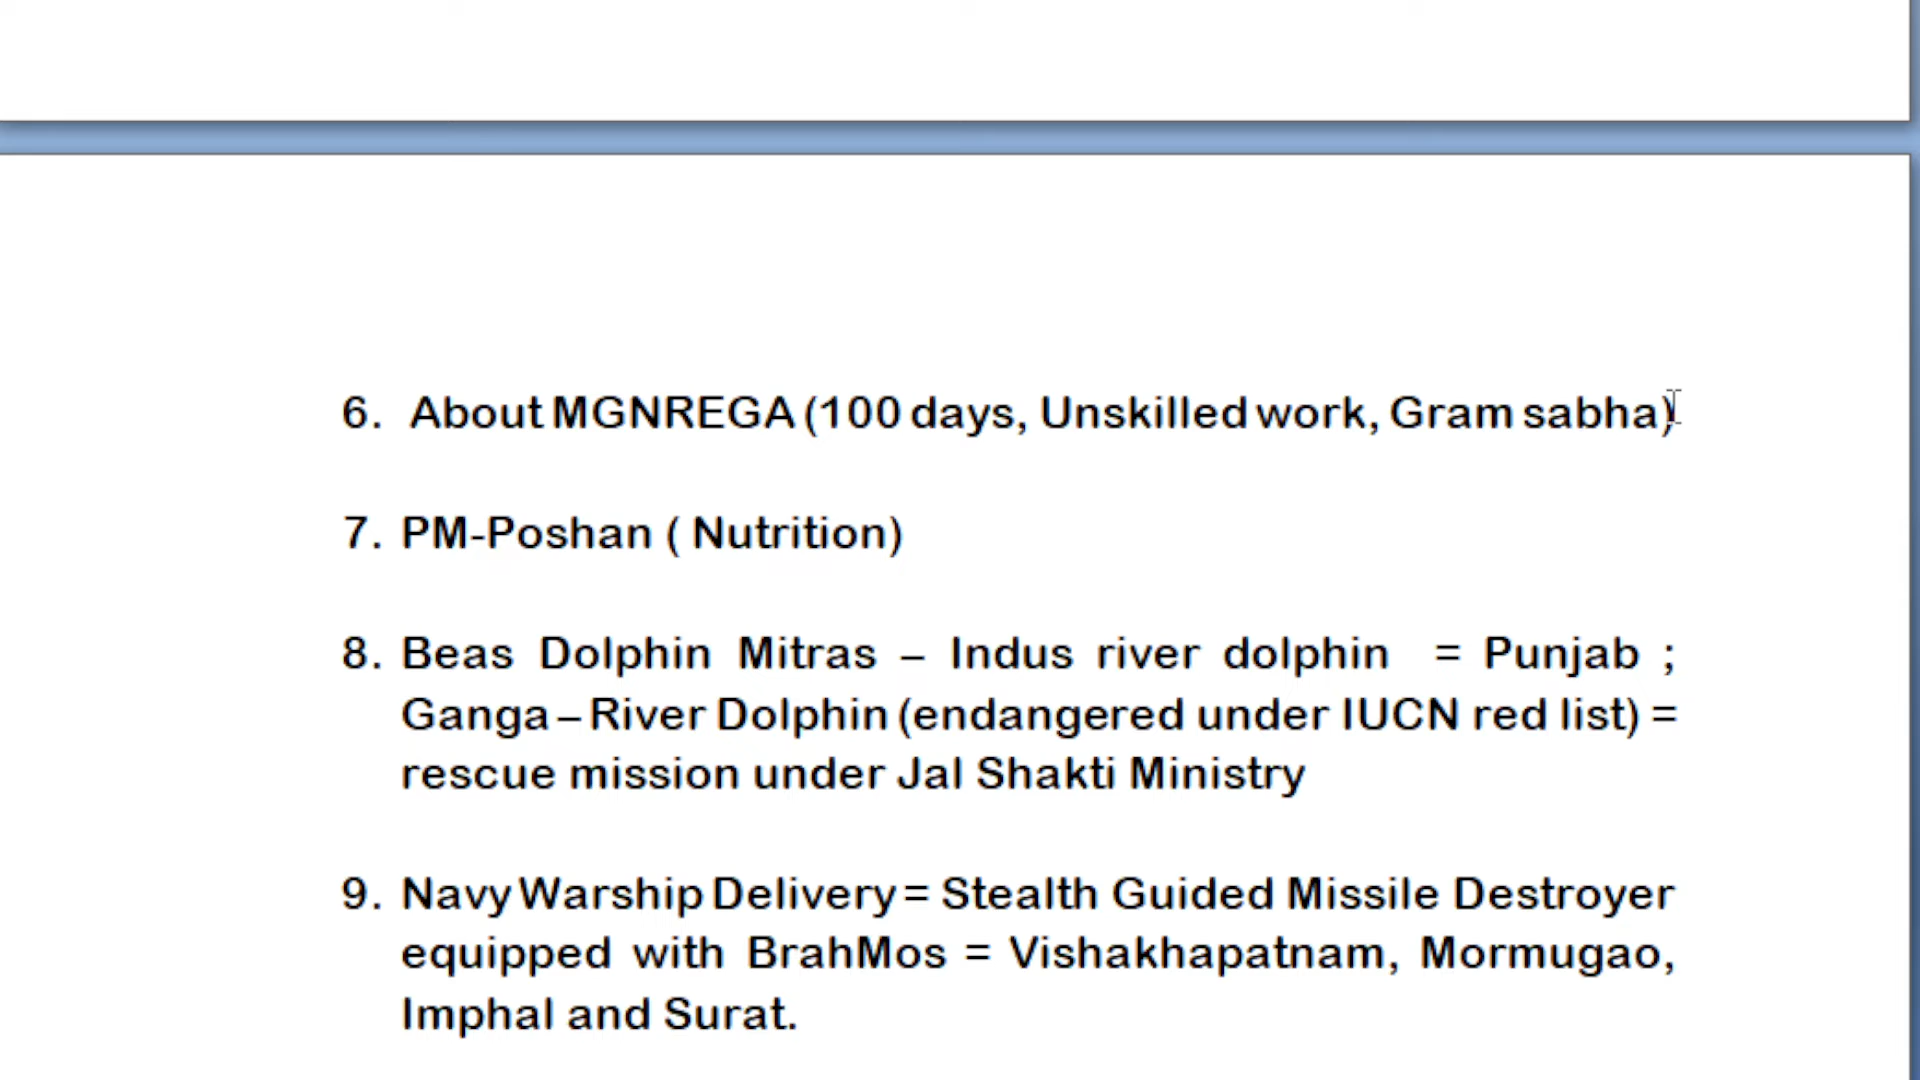 6. About MGNREGA (100 days, Unskilled work, Gram sabha)
7. PM-Poshan ( Nutrition)
8. Beas Dolphin Mitras – Indus river dolphin = Punjab ;
Ganga – River Dolphin (endangered under IUCN red list) =
rescue mission under Jal Shakti Ministry
9. Navy Warship Delivery = Stealth Guided Missile Destroyer
equipped with BrahMos = Vishakhapatnam, Mormugao,
Imphal and Surat.